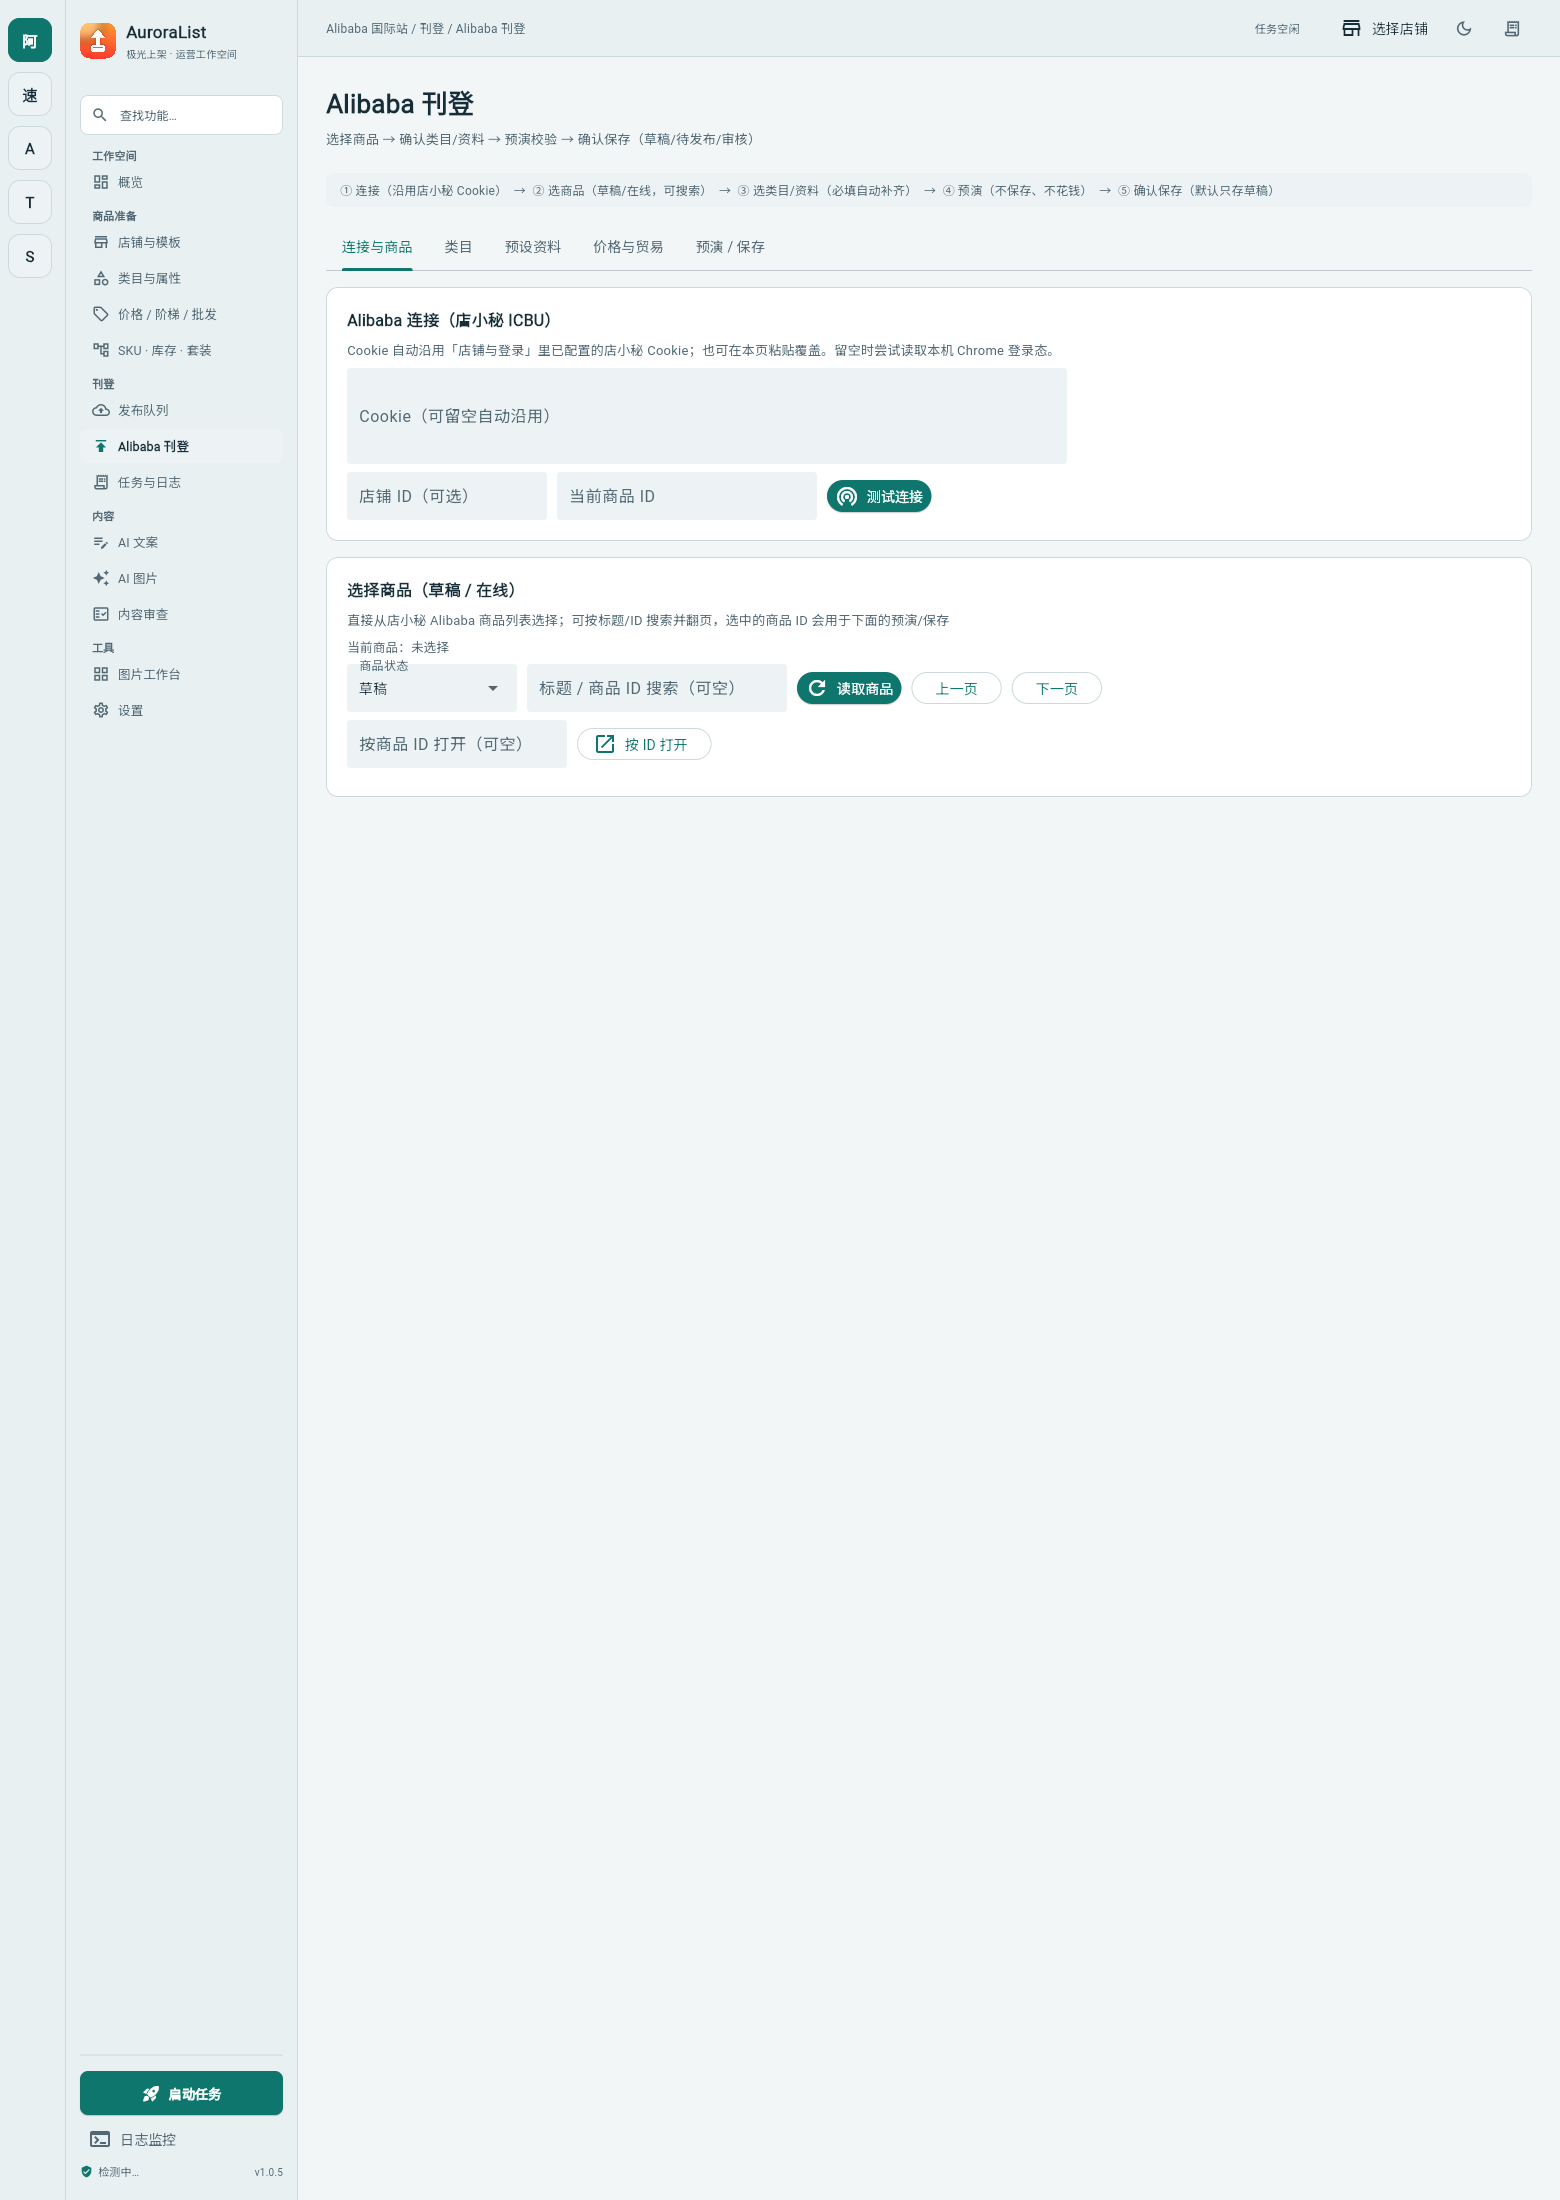 阿
速
A
T
S
AuroraList
极光上架 · 运营工作空间
查找功能...
工作空间
概览
商品准备
店铺与模板
类目与属性
价格 / 阶梯 / 批发
SKU · 库存 · 套装
刊登
发布队列
Alibaba 刊登
任务与日志
内容
AI 文案
AI 图片
内容审查
工具
图片工作台
设置
启动任务
日志监控
检测中... v1.0.5
Alibaba 国际站 / 刊登 / Alibaba 刊登 任务空闲 选择店铺
Alibaba 刊登
选择商品 → 确认类目/资料 → 预演校验 → 确认保存（草稿/待发布/审核）
① 连接（沿用店小秘 Cookie） → ② 选商品（草稿/在线，可搜索） → ③ 选类目/资料（必填自动补齐） → ④ 预演（不保存、不花钱） → ⑤ 确认保存（默认只存草稿）
连接与商品 类目 预设资料 价格与贸易 预演 / 保存
Alibaba 连接（店小秘 ICBU）
Cookie 自动沿用「店铺与登录」里已配置的店小秘 Cookie；也可在本页粘贴覆盖。留空时尝试读取本机 Chrome 登录态。
Cookie（可留空自动沿用）
店铺 ID（可选） 当前商品 ID 测试连接
选择商品（草稿 / 在线）
直接从店小秘 Alibaba 商品列表选择；可按标题/ID 搜索并翻页，选中的商品 ID 会用于下面的预演/保存
当前商品：未选择
商品状态
草稿 标题 / 商品 ID 搜索（可空） 读取商品 上一页 下一页
按商品 ID 打开（可空） 按 ID 打开